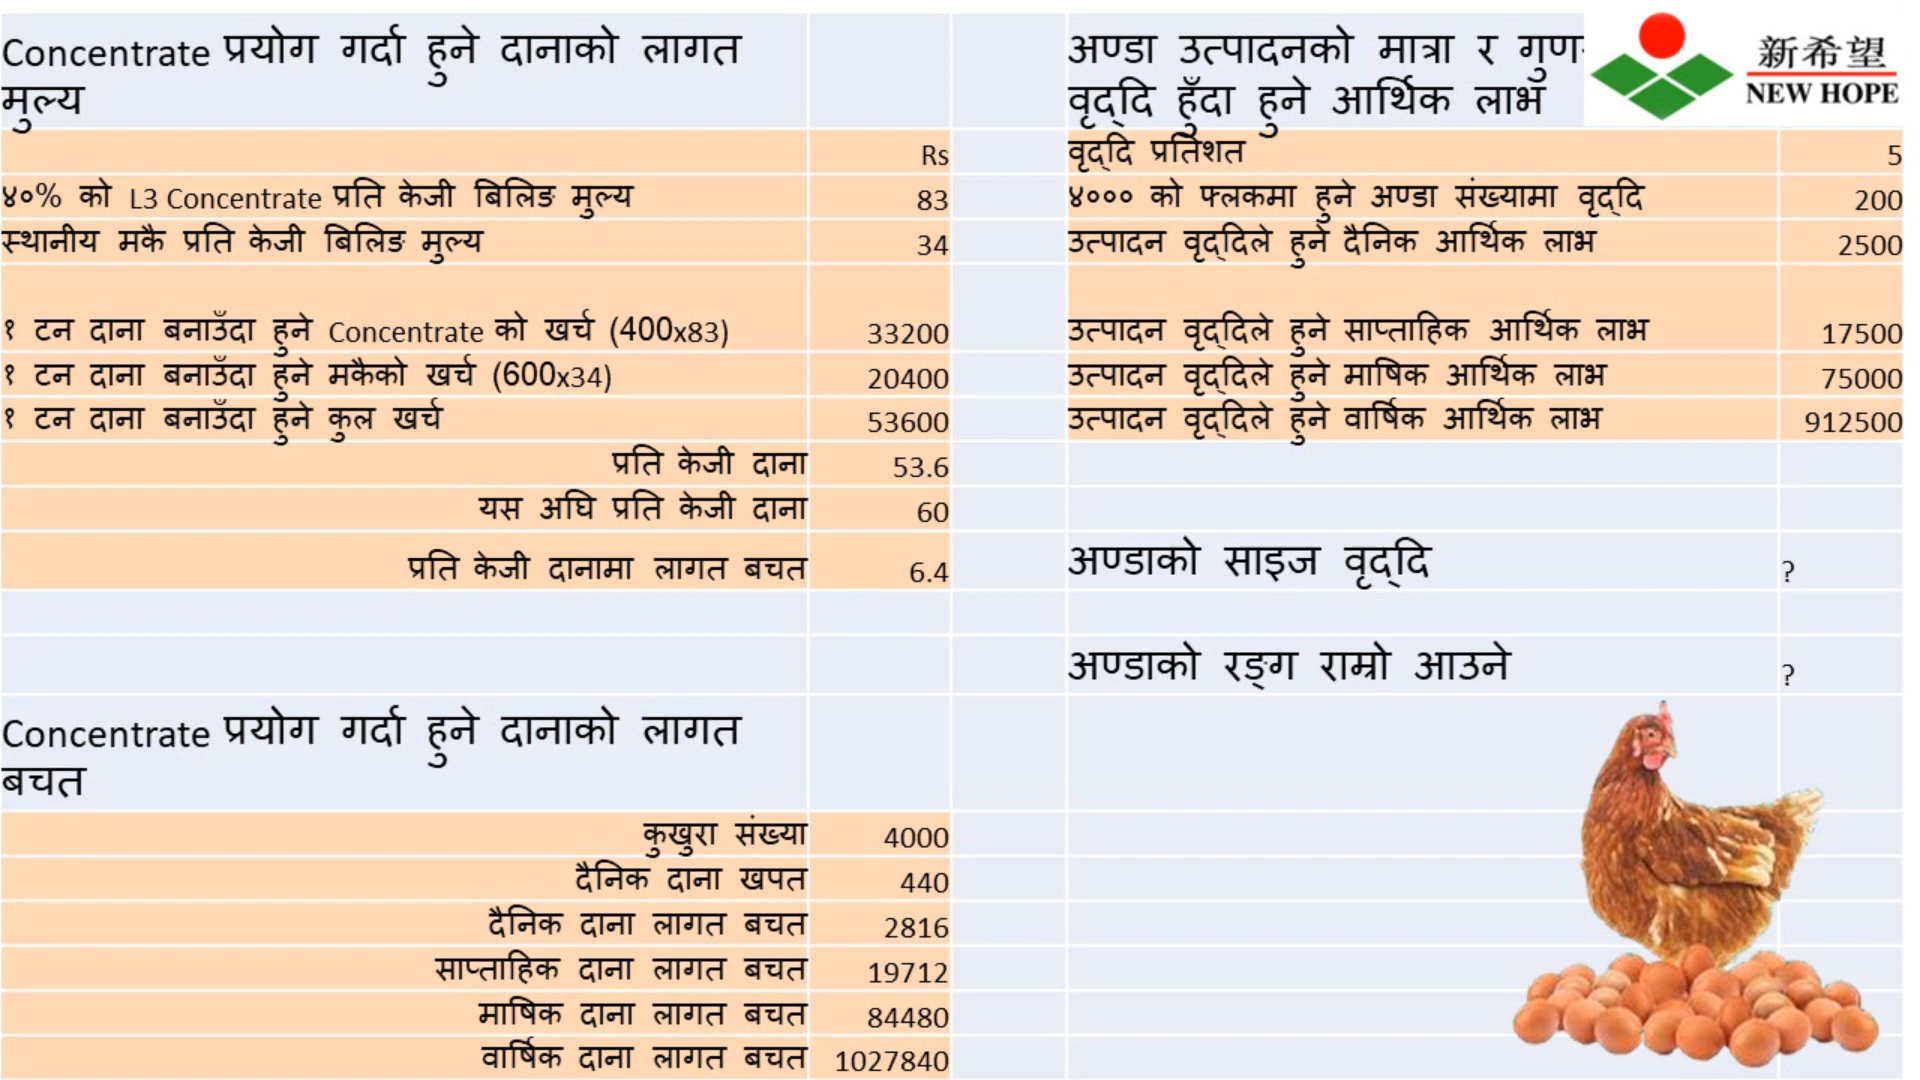 Concentrate प्रयोग गर्दा हुने दानाको लागत
मुल्य
Rs
४०% को L3 Concentrate प्रति केजी बिलिङ मुल्य 83
स्थानीय मकै प्रति केजी बिलिङ मुल्य 34
१ टन दाना बनाउँदा हुने Concentrate को खर्च (400x83) 33200
१ टन दाना बनाउँदा हुने मकैको खर्च (600x34) 20400
१ टन दाना बनाउँदा हुने कुल खर्च 53600
प्रति केजी दाना 53.6
यस अघि प्रति केजी दाना 60
प्रति केजी दानामा लागत बचत 6.4
Concentrate प्रयोग गर्दा हुने दानाको लागत
बचत
कुखुरा संख्या 4000
दैनिक दाना खपत 440
दैनिक दाना लागत बचत 2816
साप्ताहिक दाना लागत बचत 19712
माषिक दाना लागत बचत 84480
वार्षिक दाना लागत बचत 1027840
अण्डा उत्पादनको मात्रा र
वृद्दि हुँदा हुने आर्थिक लाभ
वृद्दि प्रतिशत 5
४००० को फ्लकमा हुने अण्डा संख्यामा वृद्दि 200
उत्पादन वृद्दिले हुने दैनिक आर्थिक लाभ 2500
उत्पादन वृद्दिले हुने साप्ताहिक आर्थिक लाभ 17500
उत्पादन वृद्दिले हुने माषिक आर्थिक लाभ 75000
उत्पादन वृद्दिले हुने वार्षिक आर्थिक लाभ 912500
अण्डाको साइज वृद्दि ?
अण्डाको रङ्ग राम्रो आउने ?
新希望
NEW HOPE